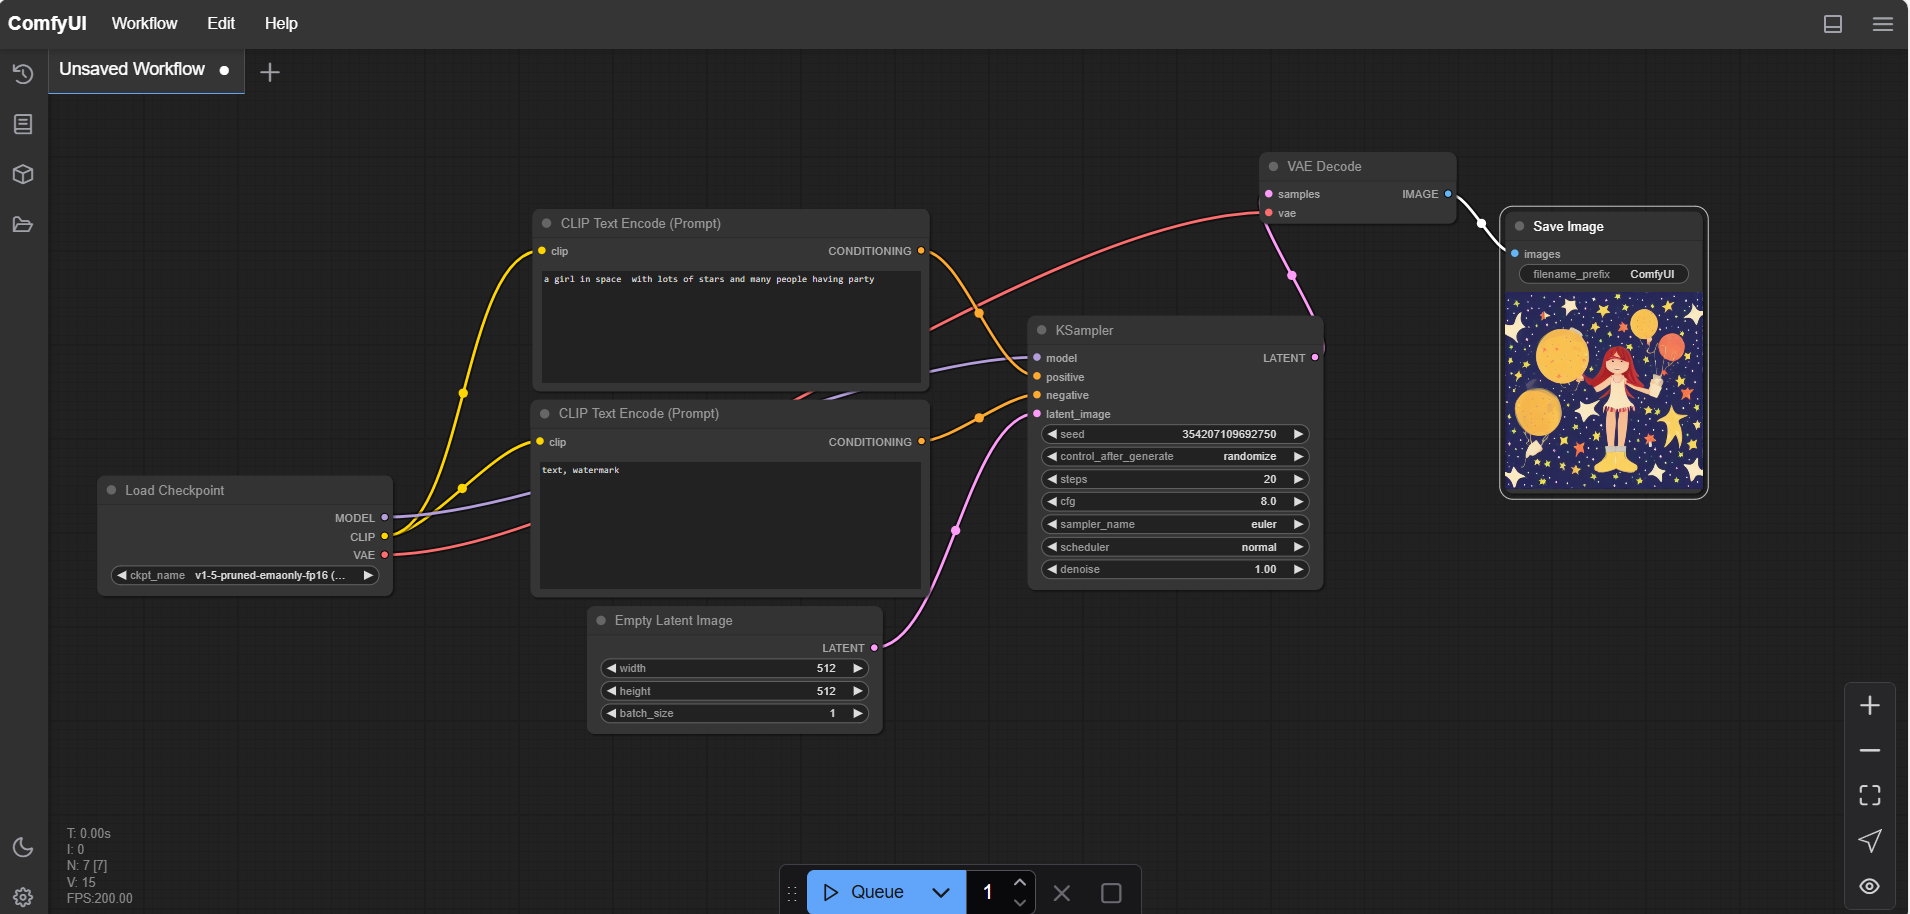 ComfyUI Workflow Edit Help
Unsaved Workflow
VAE Decode
samples IMAGE
vae
Save Image
images
filename_prefix ComfyUI
CLIP Text Encode (Prompt)
clip CONDITIONING
a girl in space  with lots of stars and many people having party
KSampler
model LATENT
positive
negative
latent_image
seed 354207109692750
control_after_generate randomize
steps 20
cfg 8.0
sampler_name euler
scheduler normal
denoise 1.00
CLIP Text Encode (Prompt)
clip CONDITIONING
text, watermark
Load Checkpoint
MODEL
CLIP
VAE
ckpt_name v1-5-pruned-emaonly-fp16 (...
Empty Latent Image
LATENT
width 512
height 512
batch_size 1
T: 0.00s
I: 0
N: 7 [7]
V: 15
FPS:200.00
Queue 1